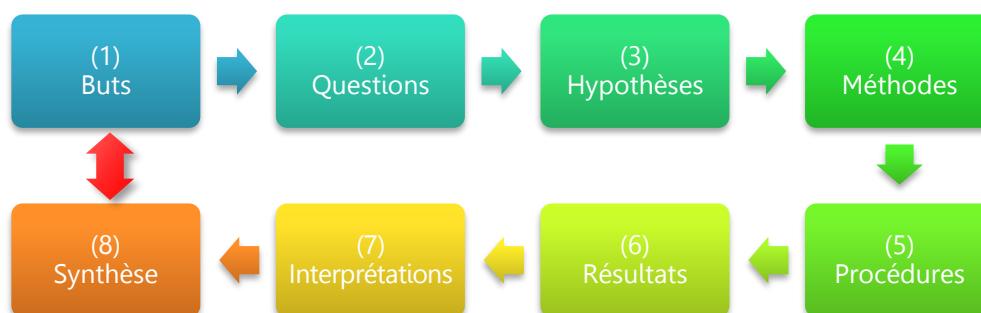 (1)
Buts
(2)
Questions
(3)
Hypothèses
(4)
Méthodes
(5)
Procédures
(6)
Résultats
(7)
Interprétations
(8)
Synthèse